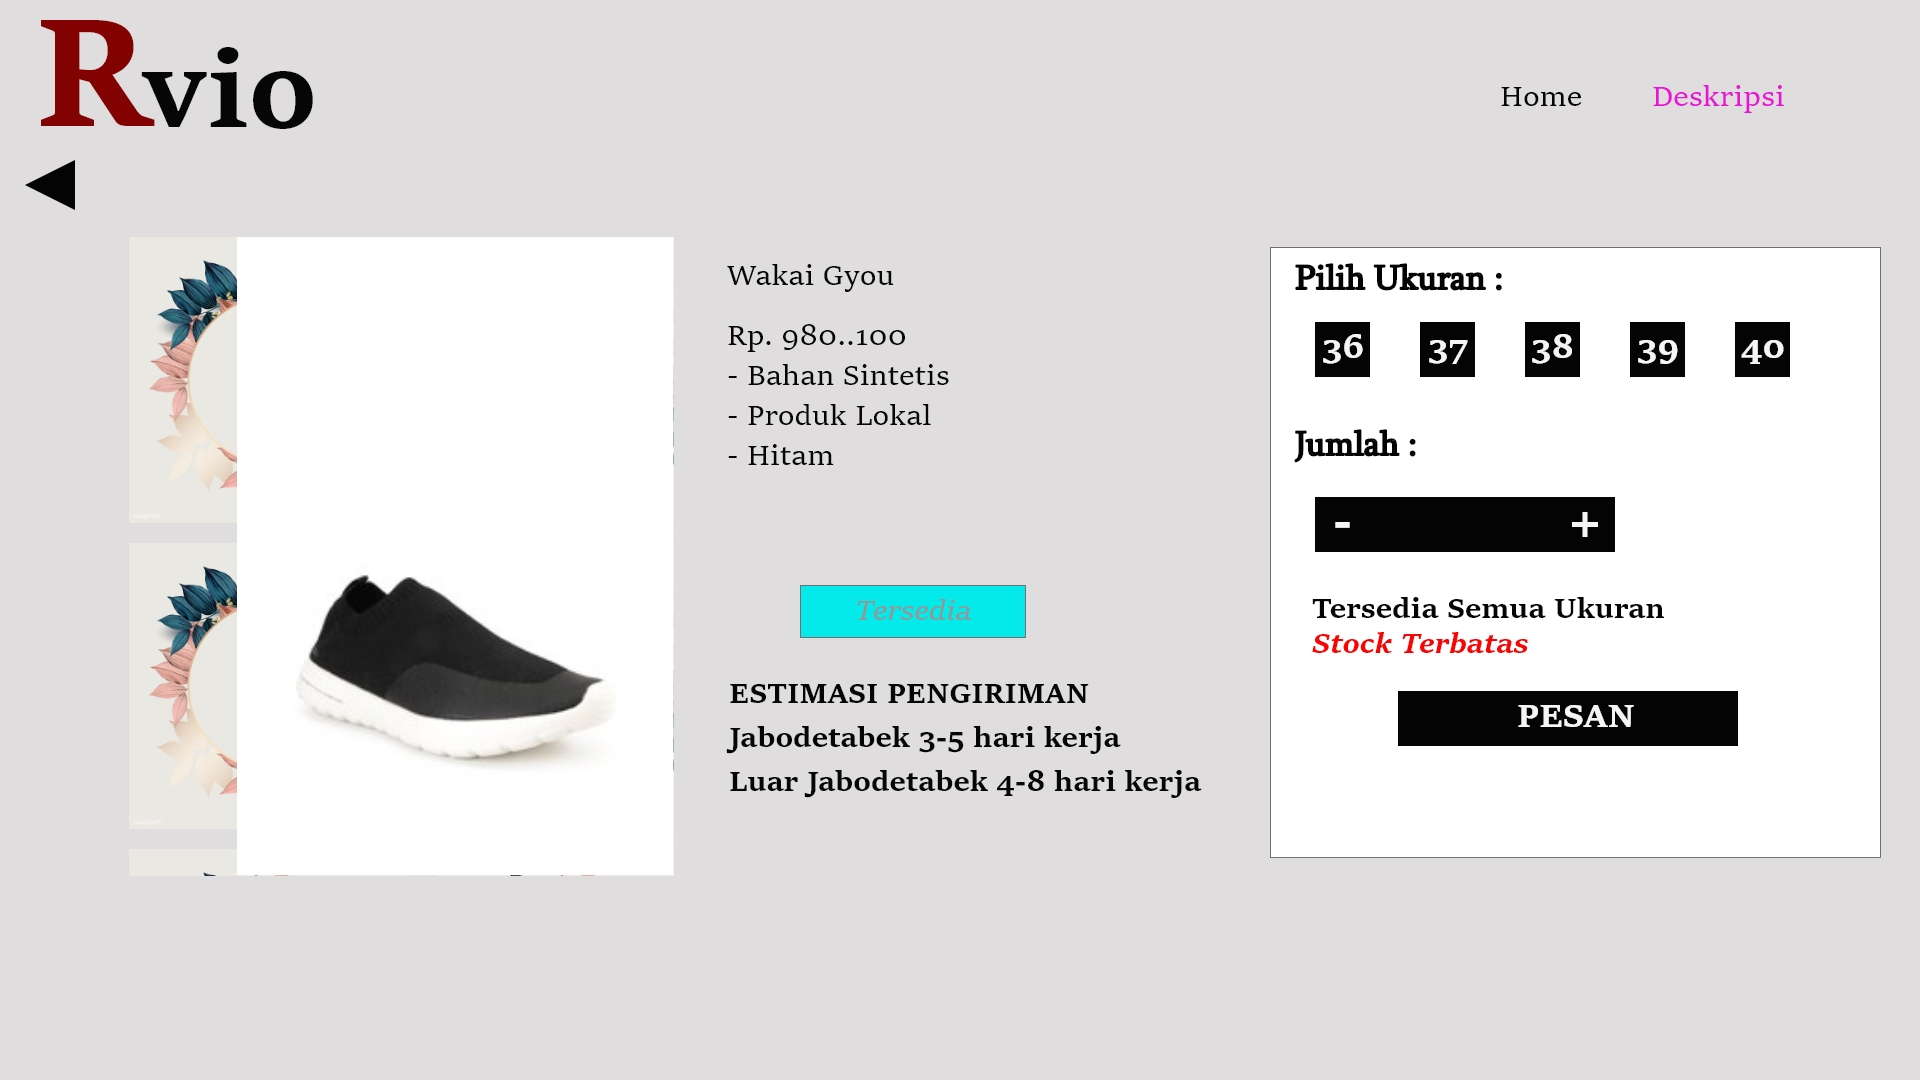 Rvio
Home
Deskripsi
Wakai Gyou
Rp. 980..100
- Bahan Sintetis
- Produk Lokal
- Hitam
Tersedia
ESTIMASI PENGIRIMAN
Jabodetabek 3-5 hari kerja
Luar Jabodetabek 4-8 hari kerja
Pilih Ukuran :
36 37 38 39 40
Jumlah :
- +
Tersedia Semua Ukuran
Stock Terbatas
PESAN